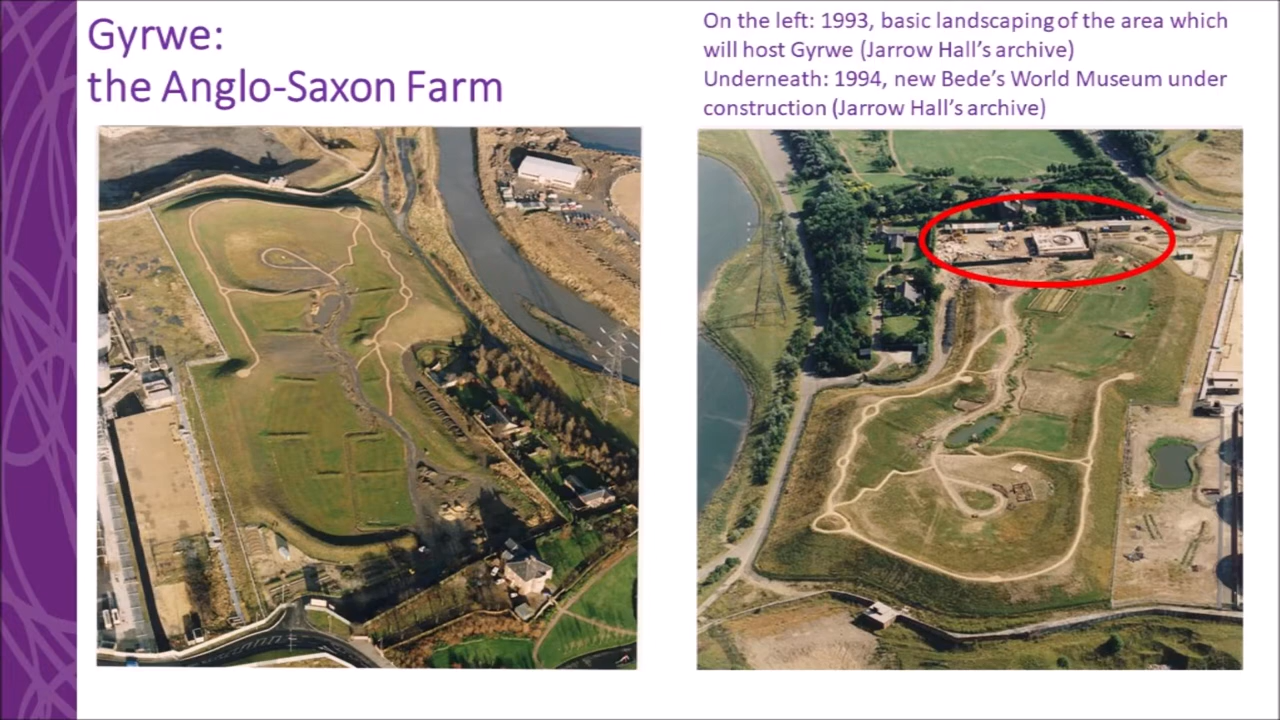 Gyrwe:
the Anglo-Saxon Farm
On the left: 1993, basic landscaping of the area which
will host Gyrwe (Jarrow Hall’s archive)
Underneath: 1994, new Bede’s World Museum under
construction (Jarrow Hall’s archive)